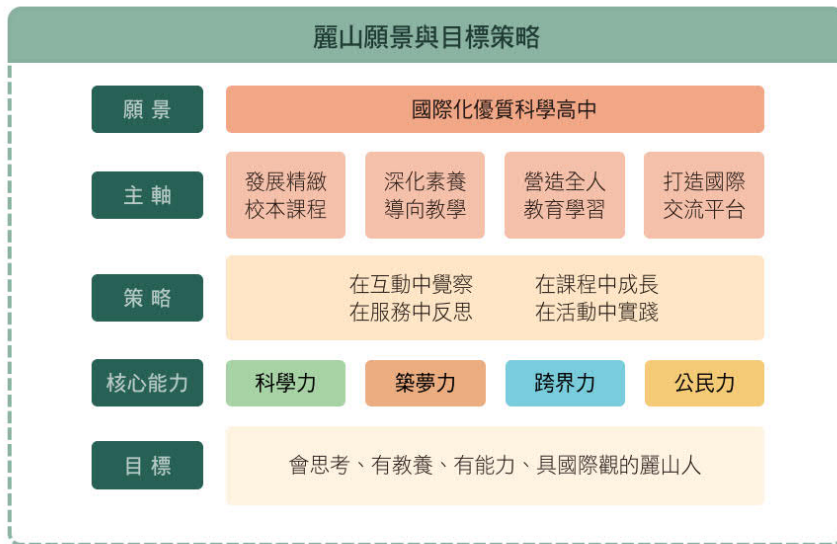 麗山願景與目標策略
願景
國際化優質科學高中
主軸
發展精緻
校本課程
深化素養
導向教學
營造全人
教育學習
打造國際
交流平台
策略
在互動中覺察
在課程中成長
在服務中反思
在活動中實踐
核心能力
科學力
築夢力
跨界力
公民力
目標
會思考、有教養、有能力、具國際觀的麗山人